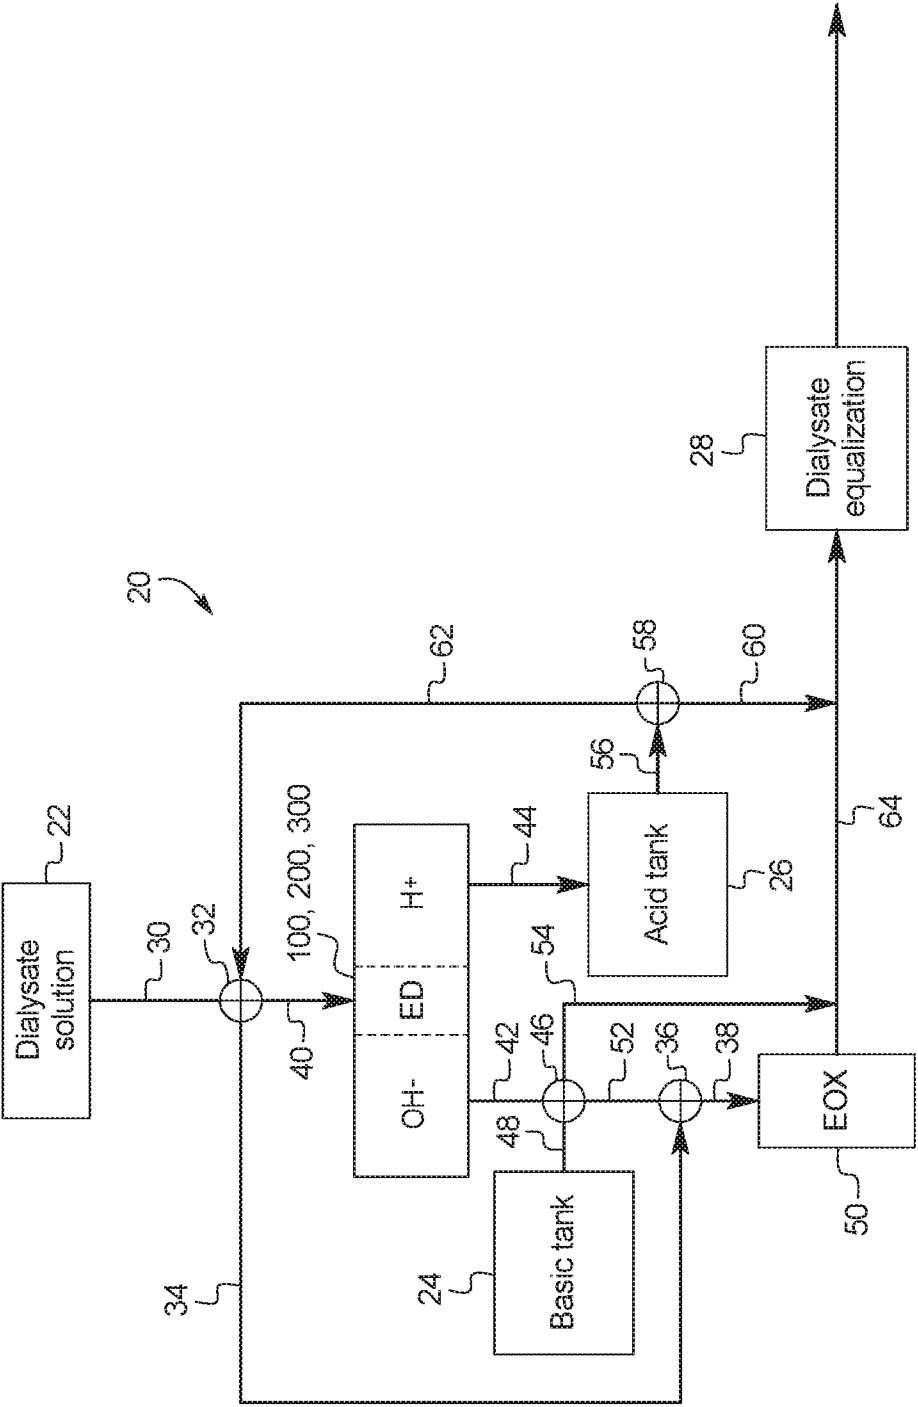 20
Dialysate
solution
22
30
32
34
40
62
OH-
ED
H+
100, 200, 300
42
44
46
48
Basic tank
24
52
54
Acid tank
26
56
58
60
36
38
EOX
50
64
Dialysate
equalization
28